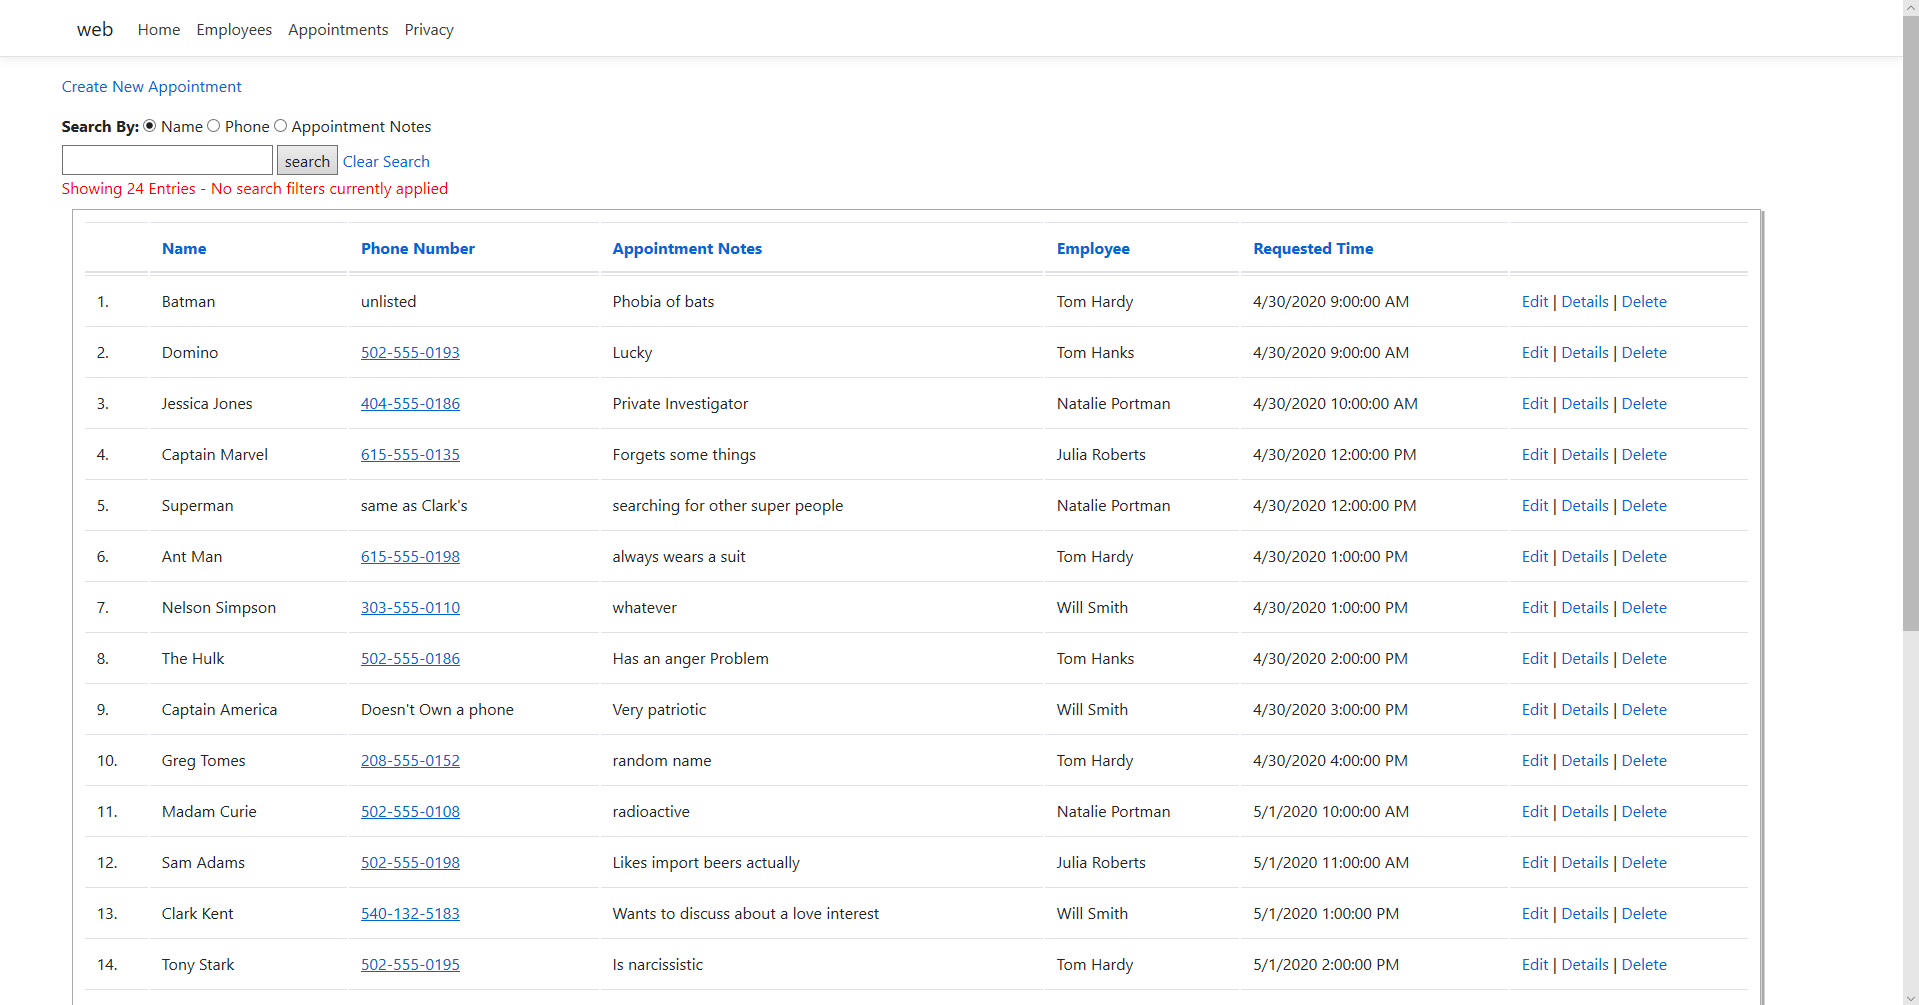 web Home Employees Appointments Privacy
Create New Appointment
Search By: Name Phone Appointment Notes
search Clear Search
Showing 24 Entries - No search filters currently applied
Name Phone Number Appointment Notes Employee Requested Time
1. Batman unlisted Phobia of bats Tom Hardy 4/30/2020 9:00:00 AM Edit | Details | Delete
2. Domino 502-555-0193 Lucky Tom Hanks 4/30/2020 9:00:00 AM Edit | Details | Delete
3. Jessica Jones 404-555-0186 Private Investigator Natalie Portman 4/30/2020 10:00:00 AM Edit | Details | Delete
4. Captain Marvel 615-555-0135 Forgets some things Julia Roberts 4/30/2020 12:00:00 PM Edit | Details | Delete
5. Superman same as Clark's searching for other super people Natalie Portman 4/30/2020 12:00:00 PM Edit | Details | Delete
6. Ant Man 615-555-0198 always wears a suit Tom Hardy 4/30/2020 1:00:00 PM Edit | Details | Delete
7. Nelson Simpson 303-555-0110 whatever Will Smith 4/30/2020 1:00:00 PM Edit | Details | Delete
8. The Hulk 502-555-0186 Has an anger Problem Tom Hanks 4/30/2020 2:00:00 PM Edit | Details | Delete
9. Captain America Doesn't Own a phone Very patriotic Will Smith 4/30/2020 3:00:00 PM Edit | Details | Delete
10. Greg Tomes 208-555-0152 random name Tom Hardy 4/30/2020 4:00:00 PM Edit | Details | Delete
11. Madam Curie 502-555-0108 radioactive Natalie Portman 5/1/2020 10:00:00 AM Edit | Details | Delete
12. Sam Adams 502-555-0198 Likes import beers actually Julia Roberts 5/1/2020 11:00:00 AM Edit | Details | Delete
13. Clark Kent 540-132-5183 Wants to discuss about a love interest Will Smith 5/1/2020 1:00:00 PM Edit | Details | Delete
14. Tony Stark 502-555-0195 Is narcissistic Tom Hardy 5/1/2020 2:00:00 PM Edit | Details | Delete